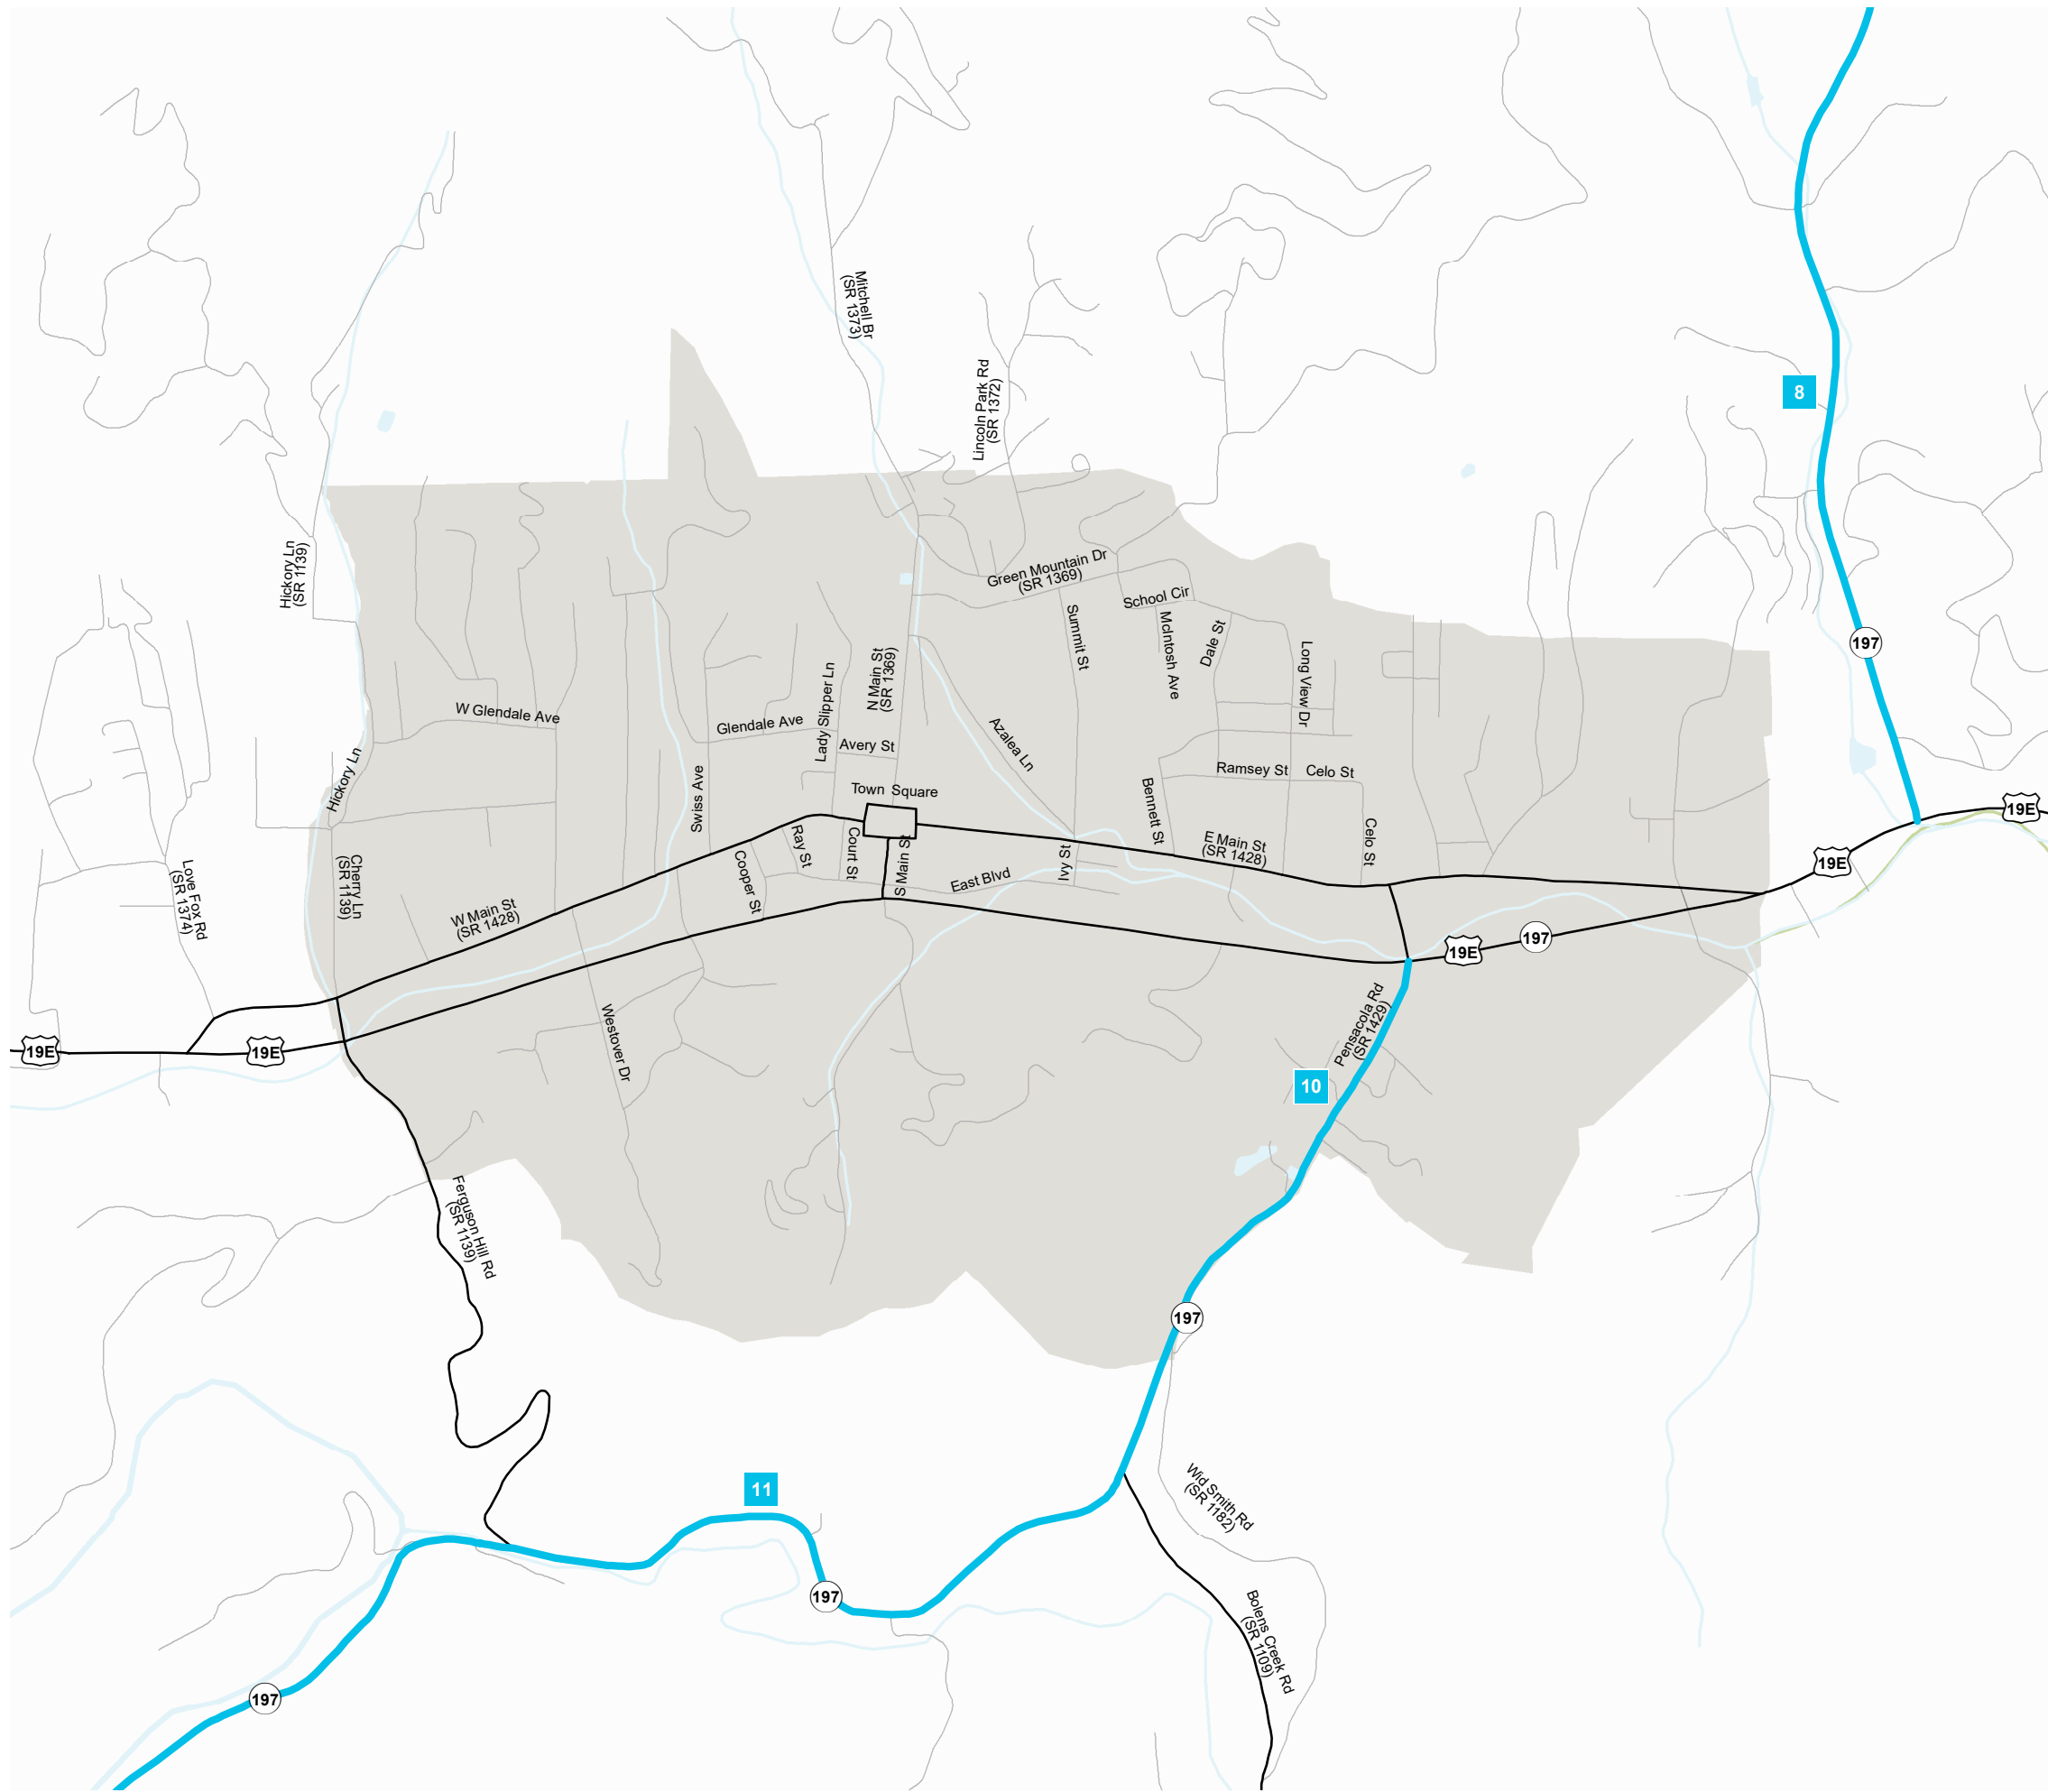 Mitchell Br
(SR 1373)
Lincoln Park Rd
(SR 1372)
8
Hickory Ln
(SR 1139)
Green Mountain Dr
(SR 1369)
School Cir
Summit St
McIntosh Ave
Dale St
Long View Dr
197
N Main St
(SR 1369)
Lady Slipper Ln
W Glendale Ave
Glendale Ave
Avery St
Azalea Ln
Hickory Ln
Swiss Ave
Town Square
Bennett St
Ramsey St
Celo St
19E
19E
Ray St
Court St
S Main St
Ivy St
E Main St
(SR 1428)
Celo St
Love Fox Rd
(SR 1374)
Cherry Ln
(SR 1139)
Cooper St
East Blvd
W Main St
(SR 1428)
19E
197
19E
19E
Westover Dr
Pensacola Rd
(SR 1429)
10
Ferguson Hill Rd
(SR 1139)
197
11
Wid Smith Rd
(SR 1182)
197
Bolens Creek Rd
(SR 1109)
197